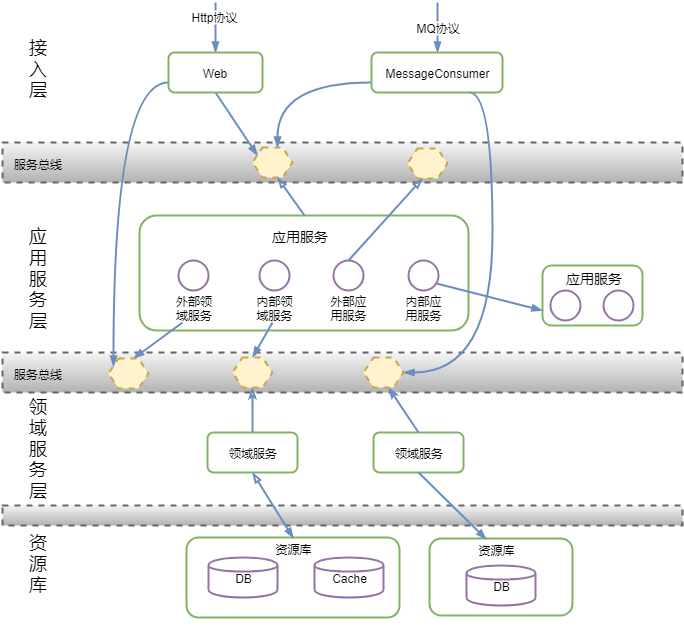 Http协议
MQ协议
接
入
层
Web
MessageConsumer
服务总线
应
用
服
务
层
应用服务
外部领
域服务
内部领
域服务
外部应
用服务
内部应
用服务
应用服务
服务总线
领
域
服
务
层
领域服务
领域服务
资
源
库
资源库
DB
Cache
资源库
DB